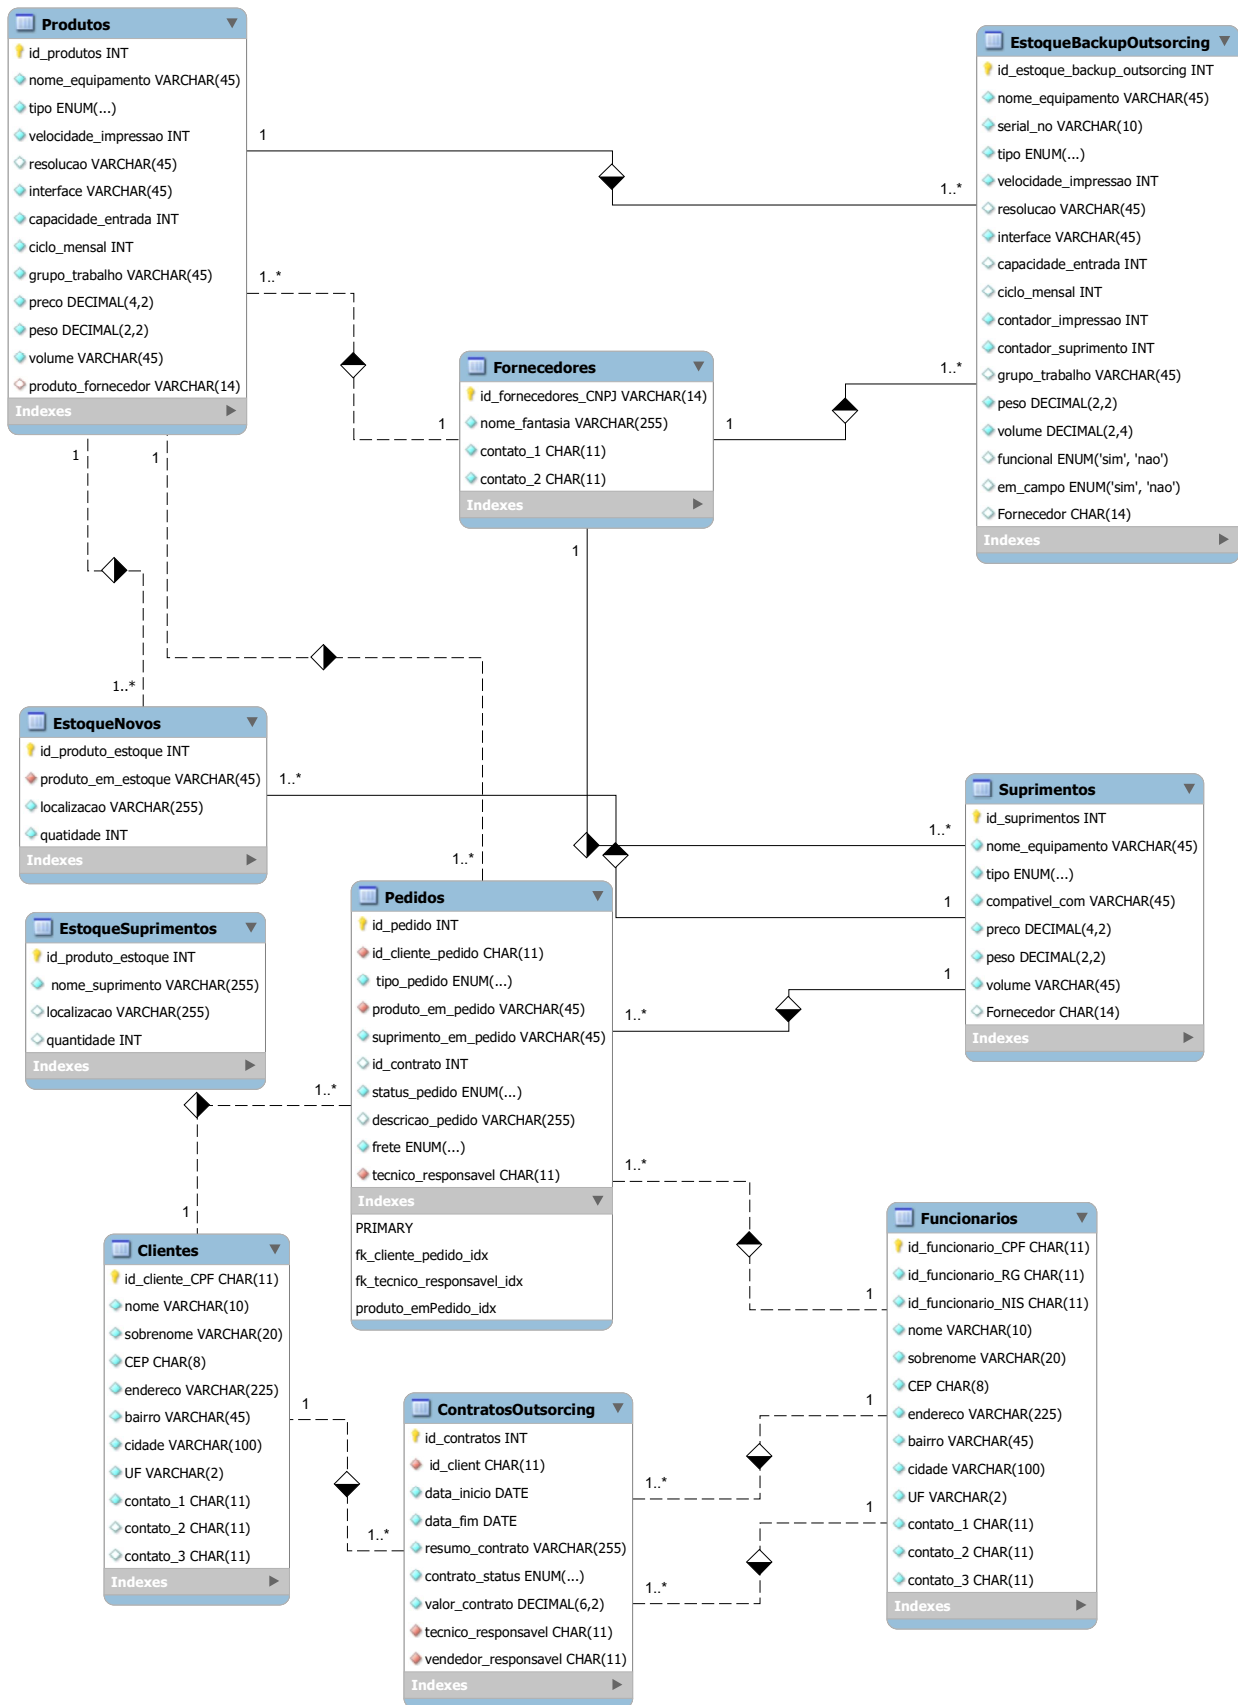 Produtos
id_produtos INT
nome_equipamento VARCHAR(45)
tipo ENUM(...)
velocidade_impressao INT
resolucao VARCHAR(45)
interface VARCHAR(45)
capacidade_entrada INT
ciclo_mensal INT
grupo_trabalho VARCHAR(45)
preco DECIMAL(4,2)
peso DECIMAL(2,2)
volume VARCHAR(45)
produto_fornecedor VARCHAR(14)
Indexes
EstoqueBackupOutsorcing
id_estoque_backup_outsorcing INT
nome_equipamento VARCHAR(45)
serial_no VARCHAR(10)
tipo ENUM(...)
velocidade_impressao INT
resolucao VARCHAR(45)
interface VARCHAR(45)
capacidade_entrada INT
ciclo_mensal INT
contador_impressao INT
contador_suprimento INT
grupo_trabalho VARCHAR(45)
peso DECIMAL(2,2)
volume DECIMAL(2,4)
funcional ENUM('sim', 'nao')
em_campo ENUM('sim', 'nao')
Fornecedor CHAR(14)
Indexes
1
1..*
1..*
1
Fornecedores
id_fornecedores_CNPJ VARCHAR(14)
nome_fantasia VARCHAR(255)
contato_1 CHAR(11)
contato_2 CHAR(11)
Indexes
1
1..*
1
1
1
1..*
EstoqueNovos
id_produto_estoque INT
produto_em_estoque VARCHAR(45)
localizacao VARCHAR(255)
quatidade INT
Indexes
1..*
1..*
1..*
1
1
1..*
Suprimentos
id_suprimentos INT
nome_equipamento VARCHAR(45)
tipo ENUM(...)
compativel_com VARCHAR(45)
preco DECIMAL(4,2)
peso DECIMAL(2,2)
volume VARCHAR(45)
Fornecedor CHAR(14)
Indexes
EstoqueSuprimentos
id_produto_estoque INT
nome_suprimento VARCHAR(255)
localizacao VARCHAR(255)
quantidade INT
Indexes
Pedidos
id_pedido INT
id_cliente_pedido CHAR(11)
tipo_pedido ENUM(...)
produto_em_pedido VARCHAR(45)
suprimento_em_pedido VARCHAR(45)
id_contrato INT
status_pedido ENUM(...)
descricao_pedido VARCHAR(255)
frete ENUM(...)
tecnico_responsavel CHAR(11)
Indexes
PRIMARY
fk_cliente_pedido_idx
fk_tecnico_responsavel_idx
produto_emPedido_idx
1..*
1
1..*
1
Clientes
id_cliente_CPF CHAR(11)
nome VARCHAR(10)
sobrenome VARCHAR(20)
CEP CHAR(8)
endereco VARCHAR(225)
bairro VARCHAR(45)
cidade VARCHAR(100)
UF VARCHAR(2)
contato_1 CHAR(11)
contato_2 CHAR(11)
contato_3 CHAR(11)
Indexes
1
1..*
ContratosOutsorcing
id_contratos INT
id_client CHAR(11)
data_inicio DATE
data_fim DATE
resumo_contrato VARCHAR(255)
contrato_status ENUM(...)
valor_contrato DECIMAL(6,2)
tecnico_responsavel CHAR(11)
vendedor_responsavel CHAR(11)
Indexes
1
1..*
1
1..*
Funcionarios
id_funcionario_CPF CHAR(11)
id_funcionario_RG CHAR(11)
id_funcionario_NIS CHAR(11)
nome VARCHAR(10)
sobrenome VARCHAR(20)
CEP CHAR(8)
endereco VARCHAR(225)
bairro VARCHAR(45)
cidade VARCHAR(100)
UF VARCHAR(2)
contato_1 CHAR(11)
contato_2 CHAR(11)
contato_3 CHAR(11)
Indexes